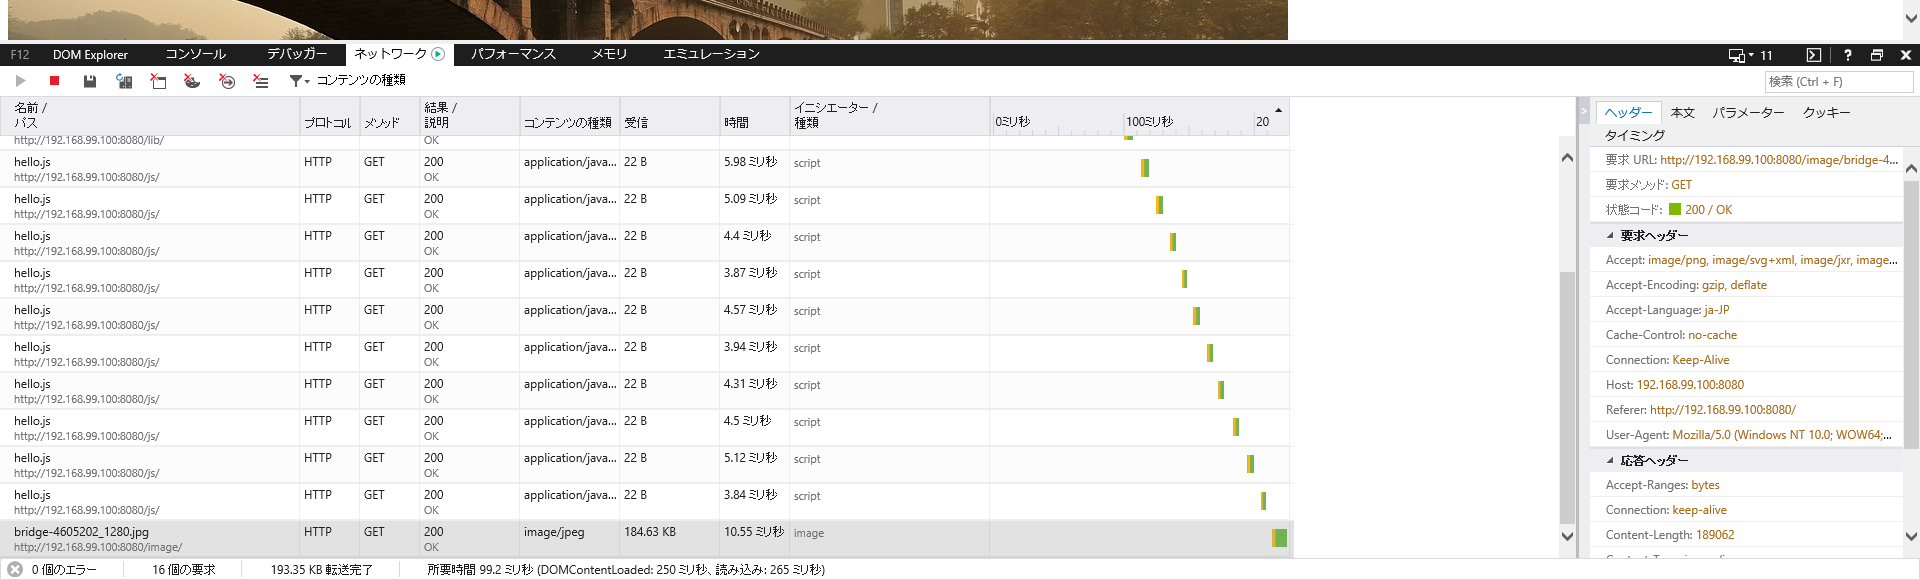 F12 DOM Explorer コンソール デバッガー ネットワーク パフォーマンス メモリ エミュレーション 11 ?
コンテンツの種類 検索 (Ctrl + F)
名前 / パス プロトコル メソッド 結果 / 説明 コンテンツの種類 受信 時間 イニシエーター / 種類 0ミリ秒 100ミリ秒 20
http://192.168.99.100:8080/lib/ OK
hello.js HTTP GET 200 application/java... 22 B 5.98 ミリ秒 script
http://192.168.99.100:8080/js/ OK
hello.js HTTP GET 200 application/java... 22 B 5.09 ミリ秒 script
http://192.168.99.100:8080/js/ OK
hello.js HTTP GET 200 application/java... 22 B 4.4 ミリ秒 script
http://192.168.99.100:8080/js/ OK
hello.js HTTP GET 200 application/java... 22 B 3.87 ミリ秒 script
http://192.168.99.100:8080/js/ OK
hello.js HTTP GET 200 application/java... 22 B 4.57 ミリ秒 script
http://192.168.99.100:8080/js/ OK
hello.js HTTP GET 200 application/java... 22 B 3.94 ミリ秒 script
http://192.168.99.100:8080/js/ OK
hello.js HTTP GET 200 application/java... 22 B 4.31 ミリ秒 script
http://192.168.99.100:8080/js/ OK
hello.js HTTP GET 200 application/java... 22 B 4.5 ミリ秒 script
http://192.168.99.100:8080/js/ OK
hello.js HTTP GET 200 application/java... 22 B 5.12 ミリ秒 script
http://192.168.99.100:8080/js/ OK
hello.js HTTP GET 200 application/java... 22 B 3.84 ミリ秒 script
http://192.168.99.100:8080/js/ OK
bridge-4605202_1280.jpg HTTP GET 200 image/jpeg 184.63 KB 10.55 ミリ秒 image
http://192.168.99.100:8080/image/ OK
ヘッダー 本文 パラメーター クッキー
タイミング
要求 URL: http://192.168.99.100:8080/image/bridge-4...
要求メソッド: GET
状態コード: 200 / OK
要求ヘッダー
Accept: image/png, image/svg+xml, image/jxr, image...
Accept-Encoding: gzip, deflate
Accept-Language: ja-JP
Cache-Control: no-cache
Connection: Keep-Alive
Host: 192.168.99.100:8080
Referer: http://192.168.99.100:8080/
User-Agent: Mozilla/5.0 (Windows NT 10.0; WOW64;...
応答ヘッダー
Accept-Ranges: bytes
Connection: keep-alive
Content-Length: 189062
0 個のエラー 16 個の要求 193.35 KB 転送完了 所要時間 99.2 ミリ秒 (DOMContentLoaded: 250 ミリ秒、読み込み: 265 ミリ秒)